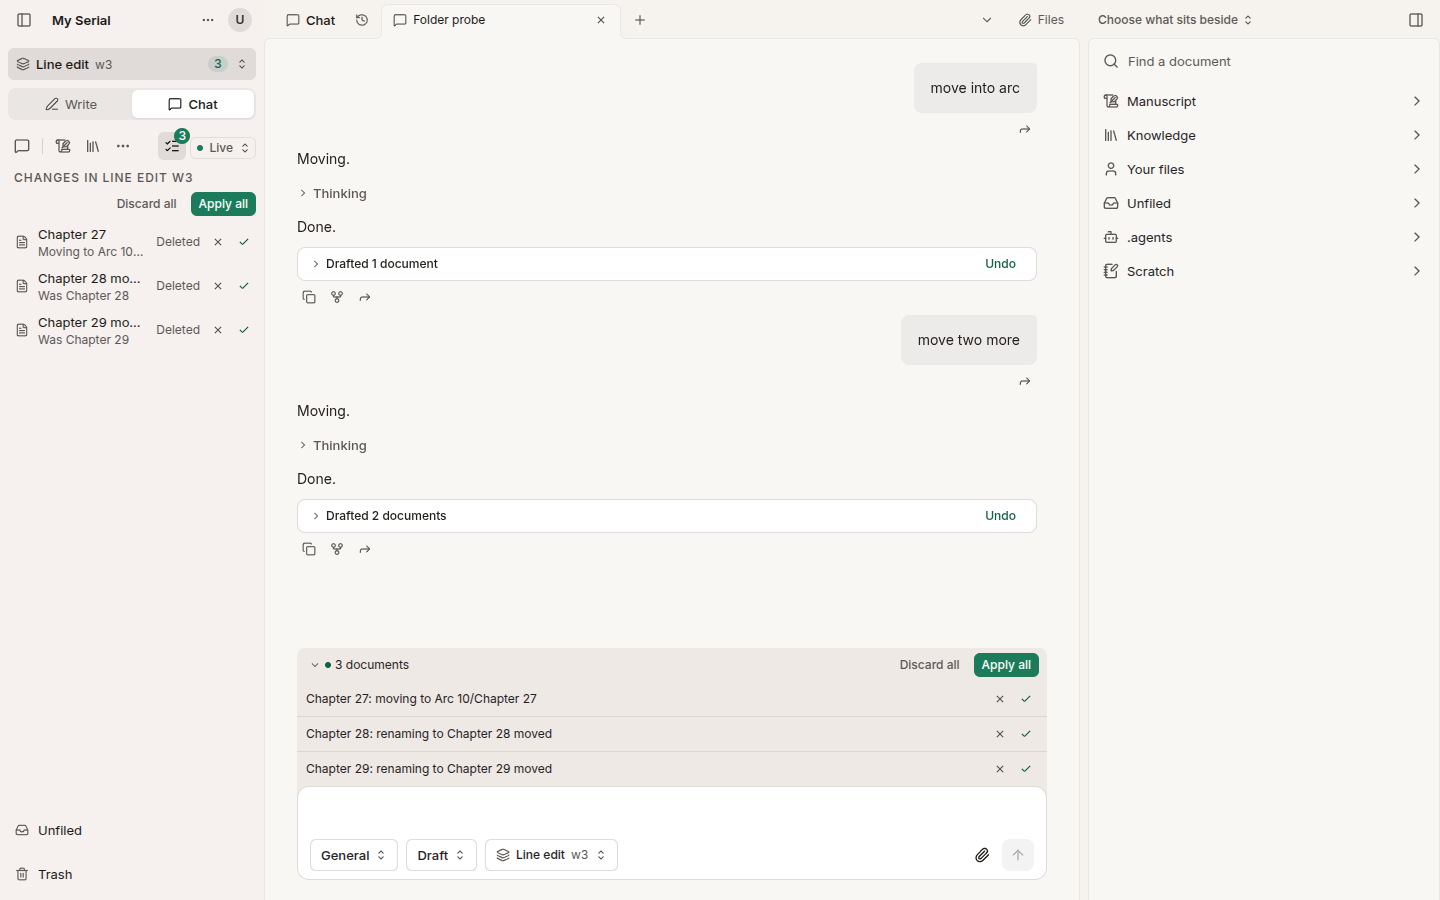 My Serial
U
Line edit w3
3
Write
Chat
3
Live
CHANGES IN LINE EDIT W3
Discard all
Apply all
Chapter 27
Moving to Arc 10...
Deleted
Chapter 28 mo...
Was Chapter 28
Deleted
Chapter 29 mo...
Was Chapter 29
Deleted
Unfiled
Trash
Chat
Folder probe
Files
move into arc
Moving.
Thinking
Done.
Drafted 1 document
Undo
move two more
Moving.
Thinking
Done.
Drafted 2 documents
Undo
3 documents
Discard all
Apply all
Chapter 27: moving to Arc 10/Chapter 27
Chapter 28: renaming to Chapter 28 moved
Chapter 29: renaming to Chapter 29 moved
General
Draft
Line edit w3
Choose what sits beside
Find a document
Manuscript
Knowledge
Your files
Unfiled
.agents
Scratch